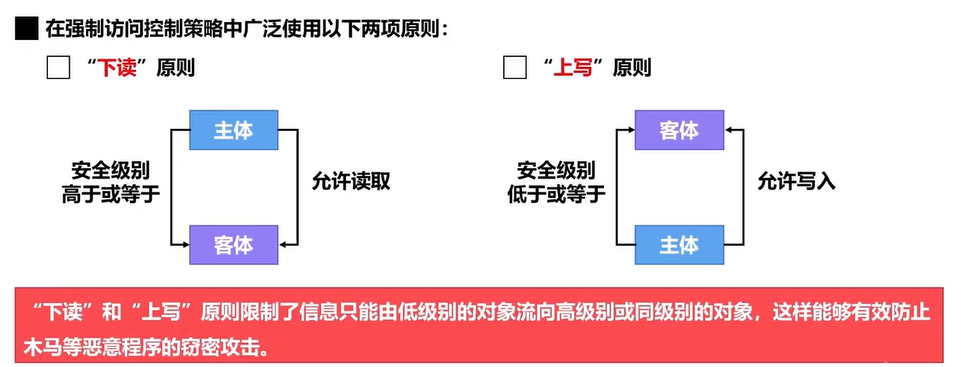 在强制访问控制策略中广泛使用以下两项原则：
“下读”原则
“上写”原则
主体
安全级别
高于或等于
允许读取
客体
客体
安全级别
低于或等于
允许写入
主体
“下读”和“上写”原则限制了信息只能由低级别的对象流向高级别或同级别的对象，这样能够有效防止
木马等恶意程序的窃密攻击。